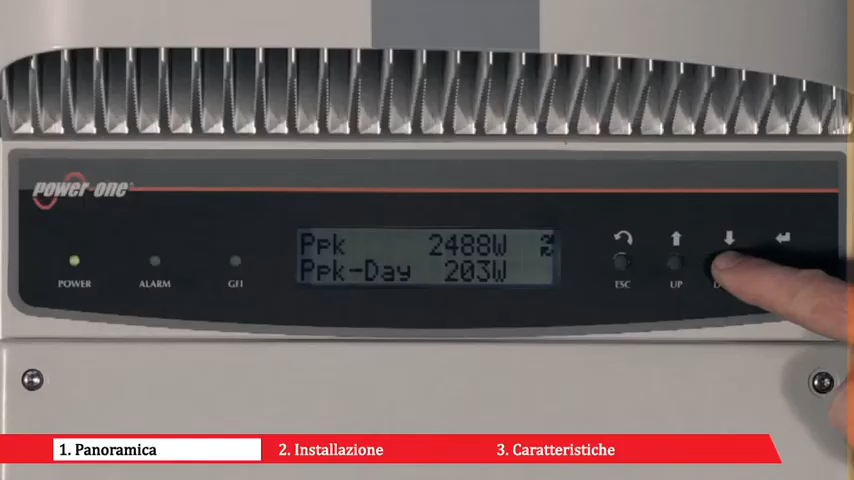 power-one®
Ppk 2488W
Ppk-Day 203W
POWER
ALARM
GFI
ESC
UP
1. Panoramica
2. Installazione
3. Caratteristiche